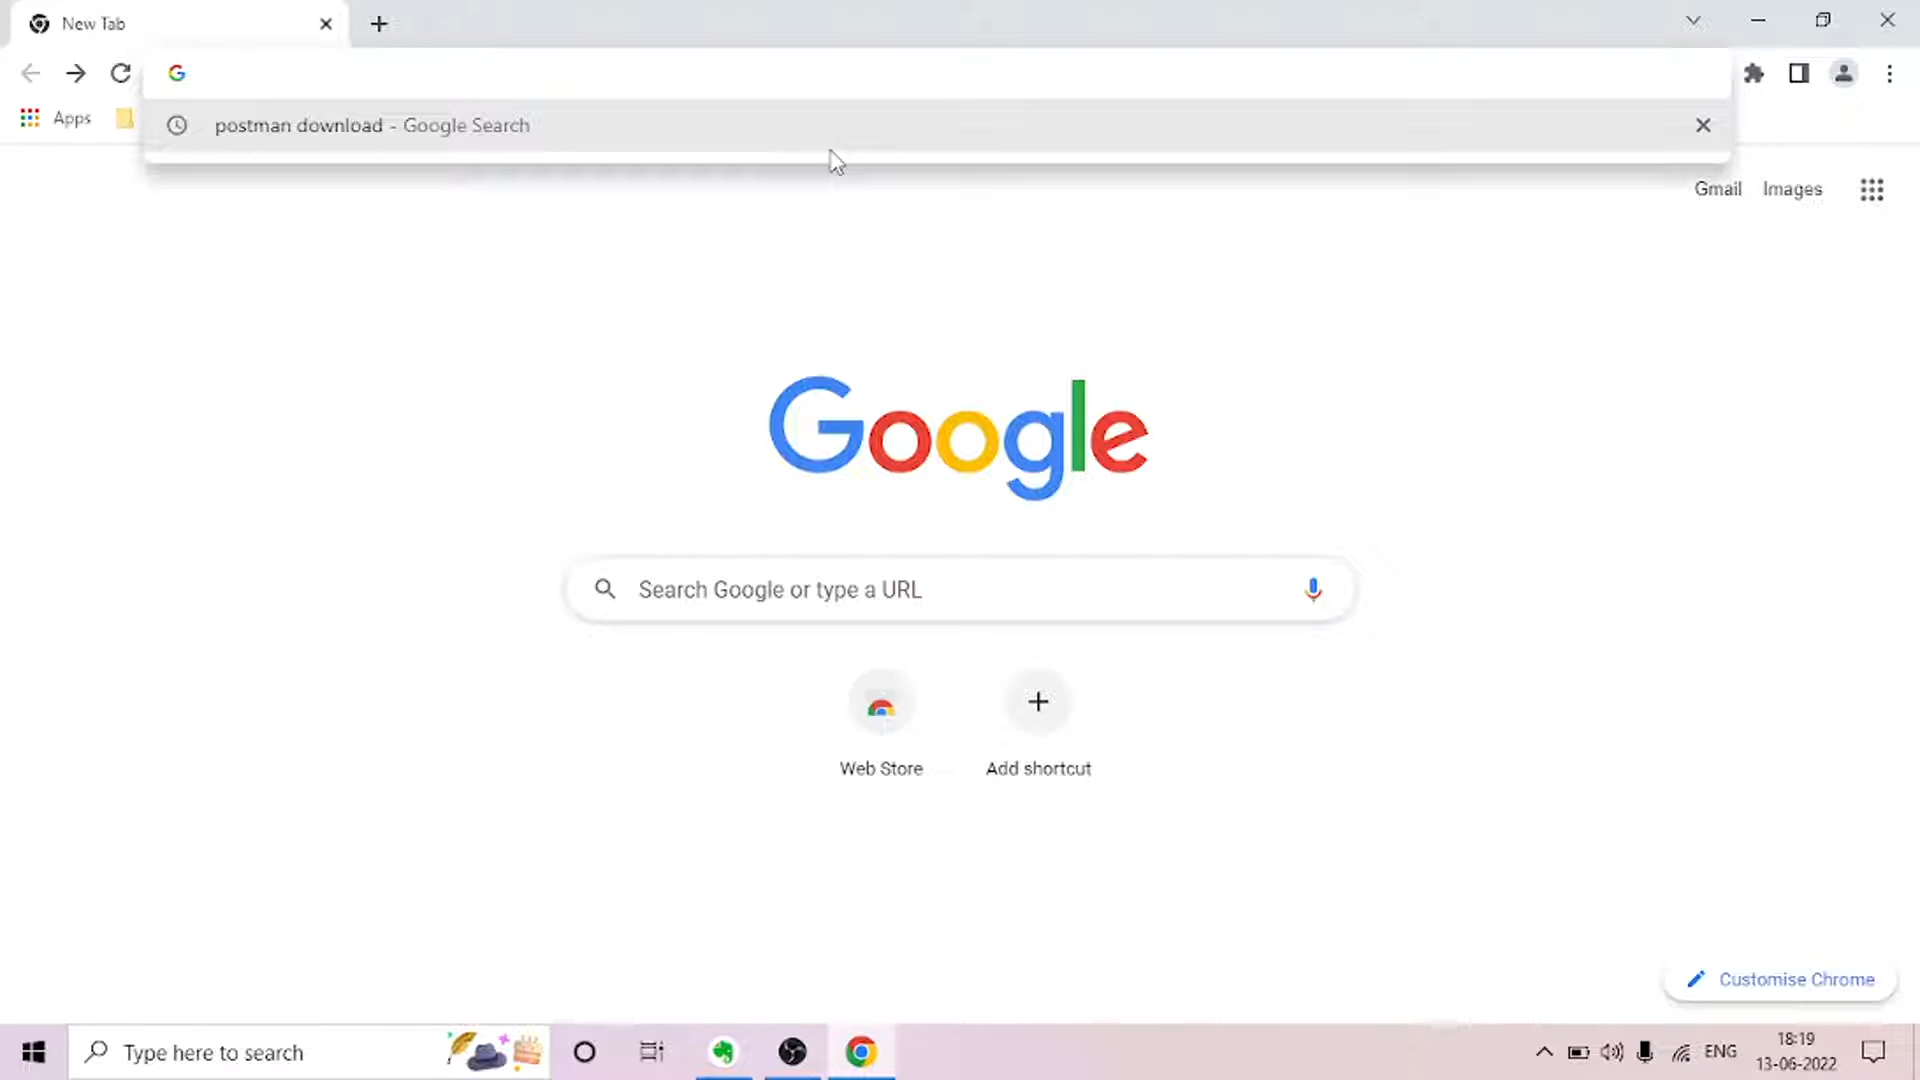 New Tab
postman download - Google Search
Apps
Gmail Images
Google
Search Google or type a URL
Web Store
Add shortcut
Customise Chrome
Type here to search
ENG
18:19
13-06-2022